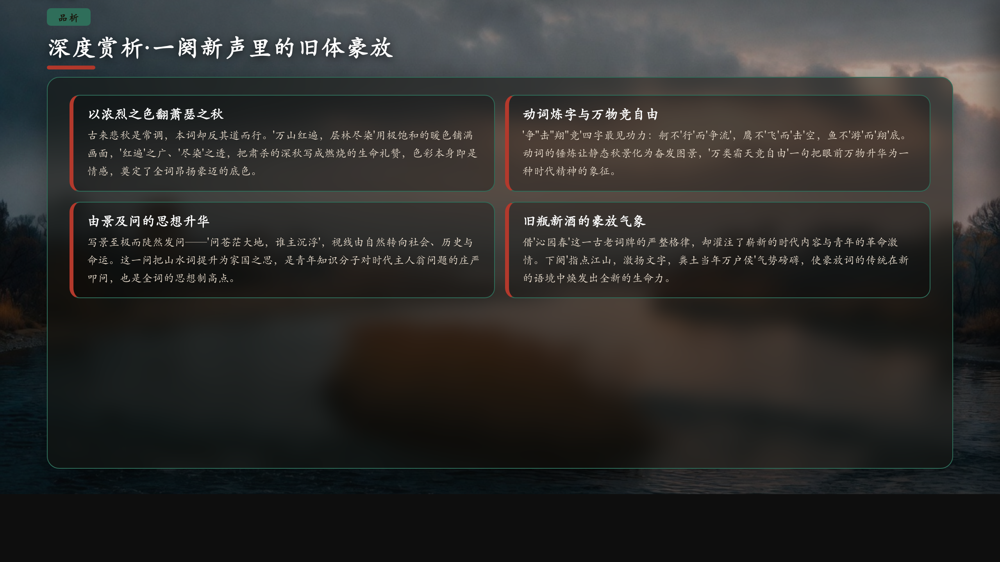 品析
深度赏析·一阕新声里的旧体豪放
以浓烈之色翻萧瑟之秋
古来悲秋是常调，本词却反其道而行。'万山红遍，层林尽染'用极饱和的暖色铺满
画面，'红遍'之广、'尽染'之透，把肃杀的深秋写成燃烧的生命礼赞，色彩本身即是
情感，奠定了全词昂扬豪迈的底色。
动词炼字与万物竞自由
'争''击''翔''竞'四字最见功力：舸不'行'而'争流'，鹰不'飞'而'击'空，鱼不'游'而'翔'底。
动词的锤炼让静态秋景化为奋发图景，'万类霜天竞自由'一句把眼前万物升华为一
种时代精神的象征。
由景及问的思想升华
写景至极而陡然发问——'问苍茫大地，谁主沉浮'，视线由自然转向社会、历史与
命运。这一问把山水词提升为家国之思，是青年知识分子对时代主人翁问题的庄严
叩问，也是全词的思想制高点。
旧瓶新酒的豪放气象
借'沁园春'这一古老词牌的严整格律，却灌注了崭新的时代内容与青年的革命激
情。下阕'指点江山，激扬文字，粪土当年万户侯'气势磅礴，使豪放词的传统在新
的语境中焕发出全新的生命力。